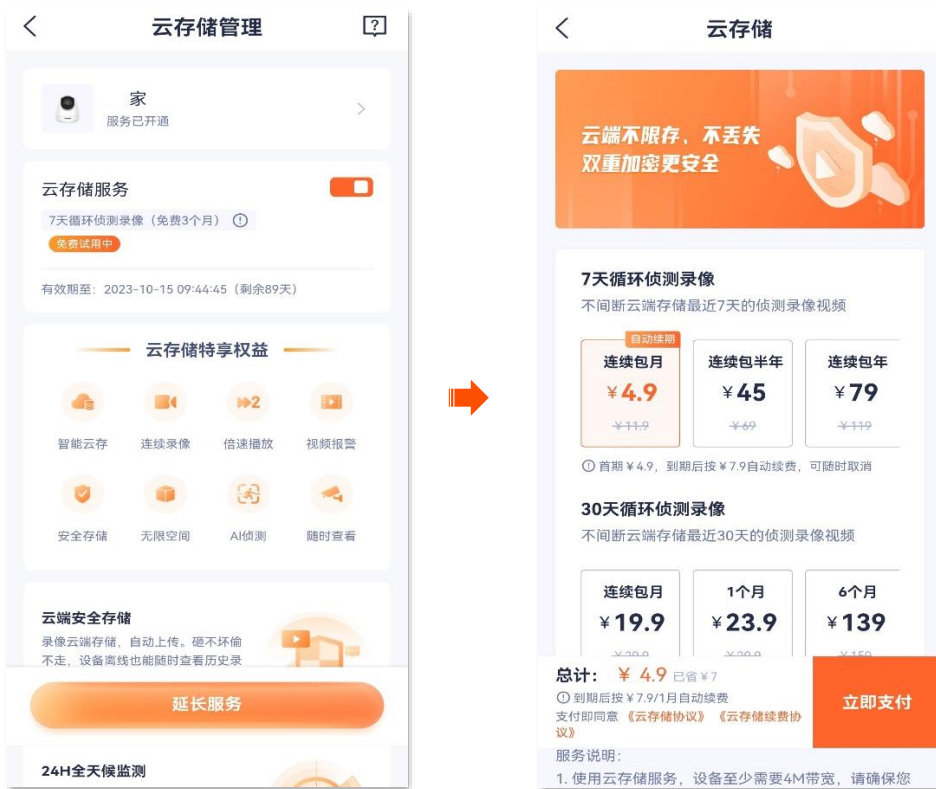 云存储管理
家
服务已开通
云存储服务
7天循环侦测录像（免费3个月）
免费试用中
有效期至：2023-10-15 09:44:45（剩余89天）
云存储特享权益
智能云存 连续录像 倍速播放 视频报警
安全存储 无限空间 AI侦测 随时查看
云端安全存储
录像云端存储，自动上传。砸不坏偷
不走，设备离线也能随时查看历史录
延长服务
24H全天候监测
云存储
云端不限存、不丢失
双重加密更安全
7天循环侦测录像
不间断云端存储最近7天的侦测录像视频
自动续期
连续包月 连续包半年 连续包年
¥4.9 ¥45 ¥79
¥11.9 ¥69 ¥119
首期¥4.9，到期后按¥7.9自动续费，可随时取消
30天循环侦测录像
不间断云端存储最近30天的侦测录像视频
连续包月 1个月 6个月
¥19.9 ¥23.9 ¥139
总计：¥ 4.9 已省¥7
到期后按¥7.9/1月自动续费
支付即同意《云存储协议》《云存储续费协
议》
立即支付
服务说明：
1. 使用云存储服务，设备至少需要4M带宽，请确保您